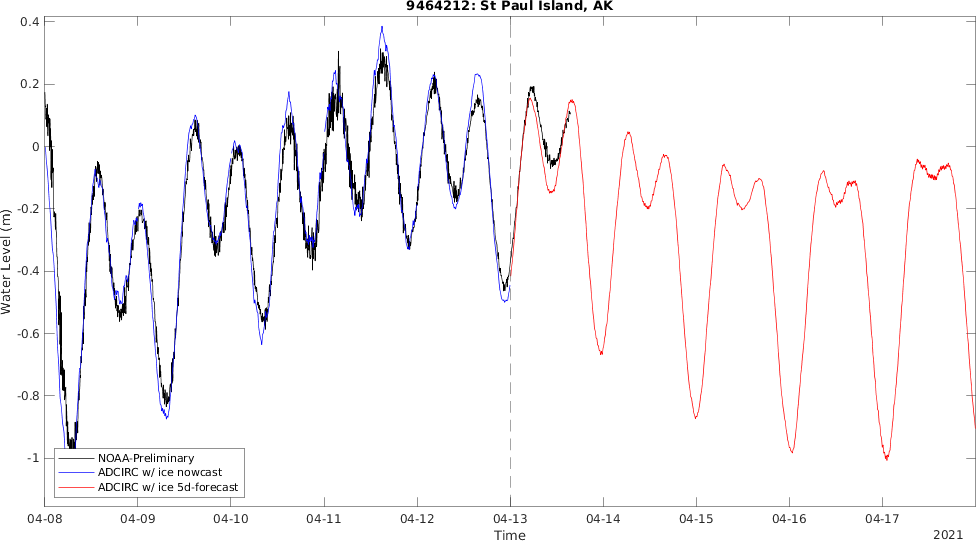 9464212: St Paul Island, AK
0.4
0.2
0
-0.2
-0.4
-0.6
-0.8
-1
Water Level (m)
NOAA-Preliminary
ADCIRC w/ ice nowcast
ADCIRC w/ ice 5d-forecast
04-08 04-09 04-10 04-11 04-12 04-13 04-14 04-15 04-16 04-17
Time
2021